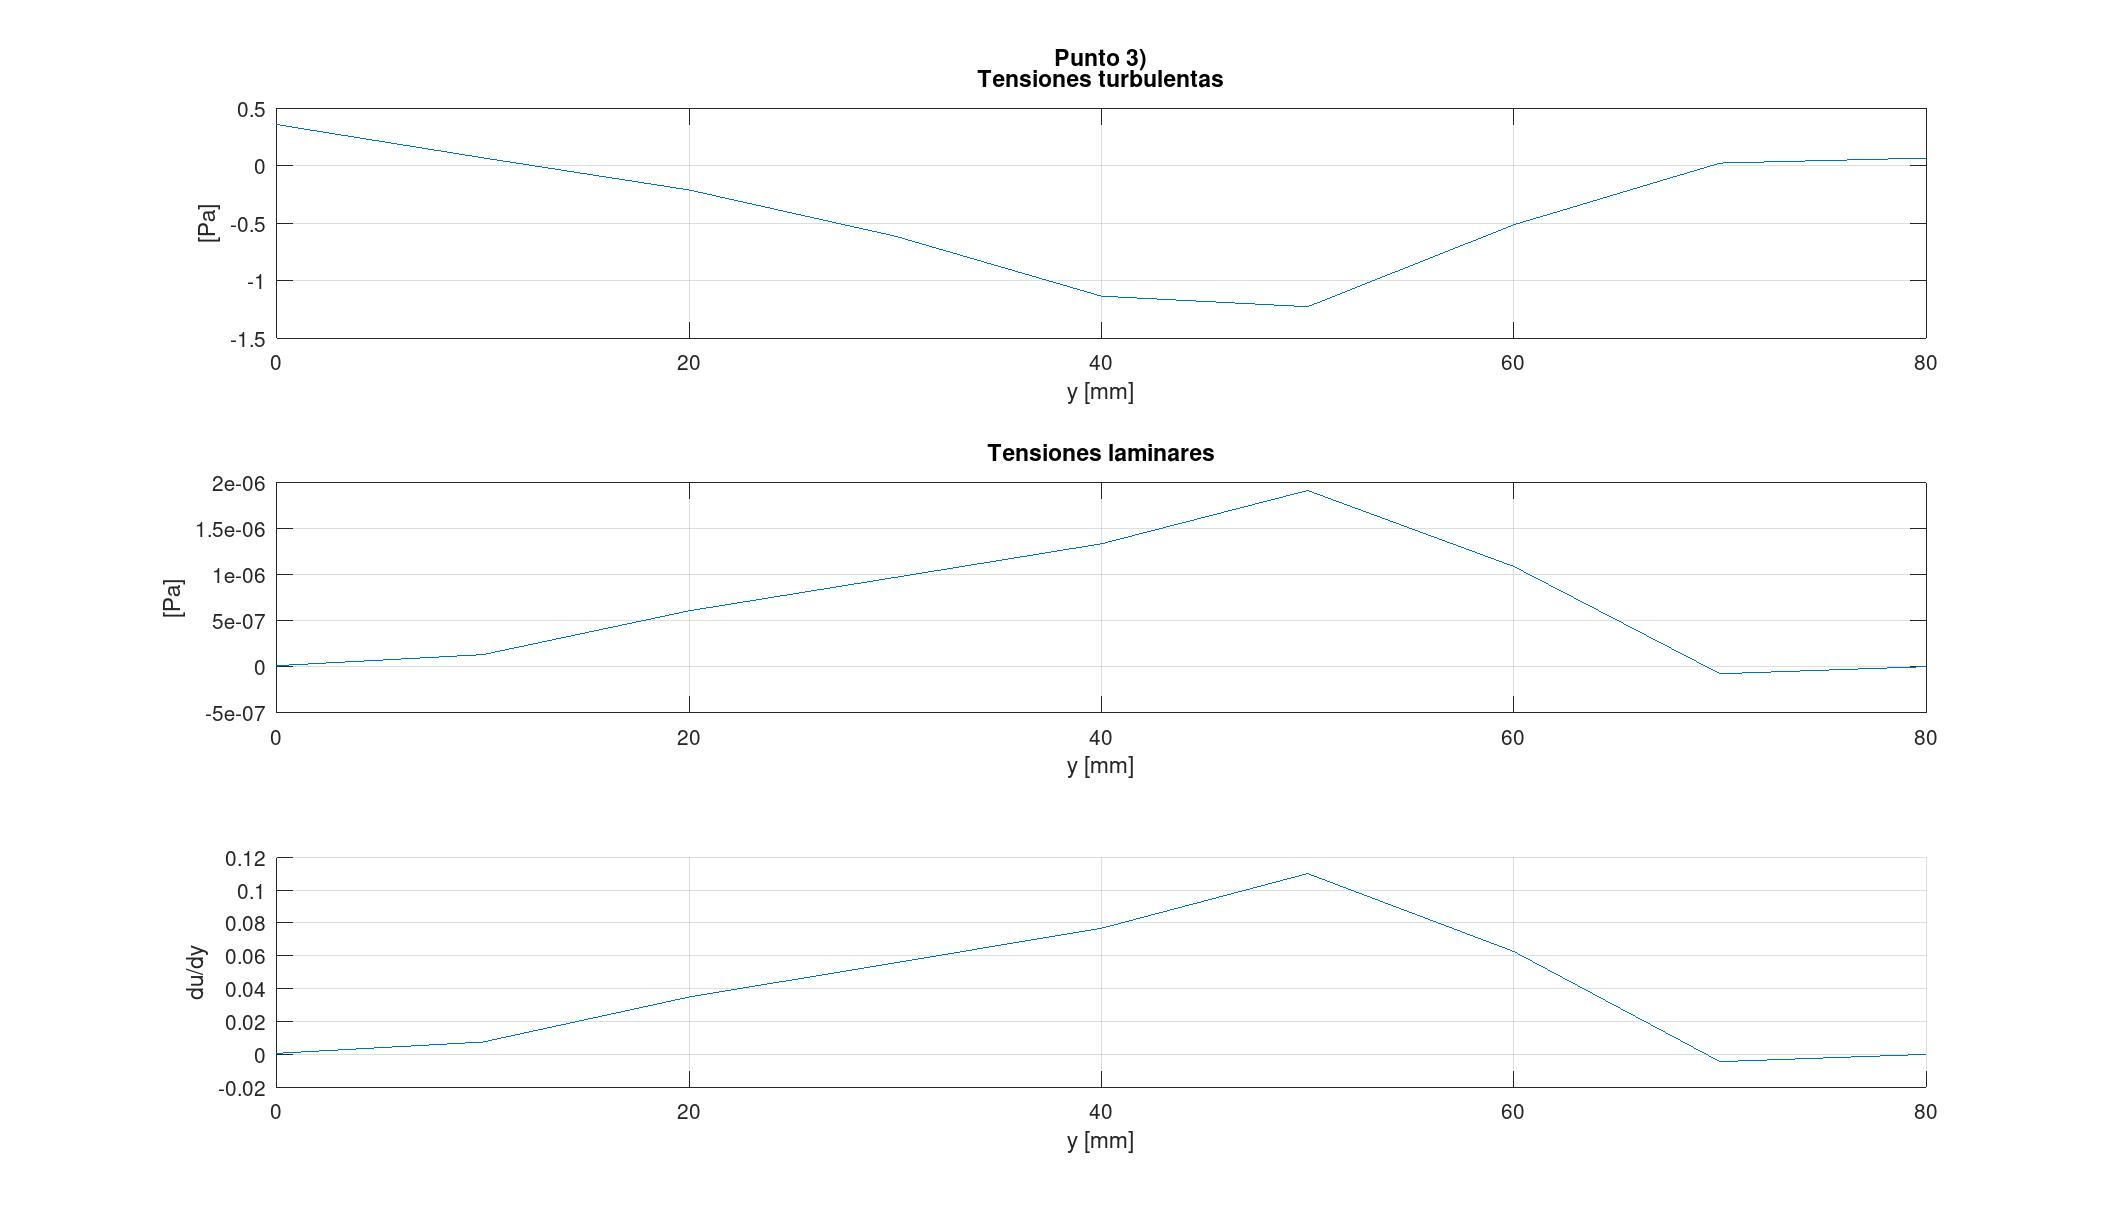 Punto 3)
Tensiones turbulentas
0.5
0
-0.5
-1
-1.5
[Pa]
0 20 40 60 80
y [mm]
Tensiones laminares
2e-06
1.5e-06
1e-06
5e-07
0
-5e-07
[Pa]
0 20 40 60 80
y [mm]
0.12
0.1
0.08
0.06
0.04
0.02
0
-0.02
du/dy
0 20 40 60 80
y [mm]